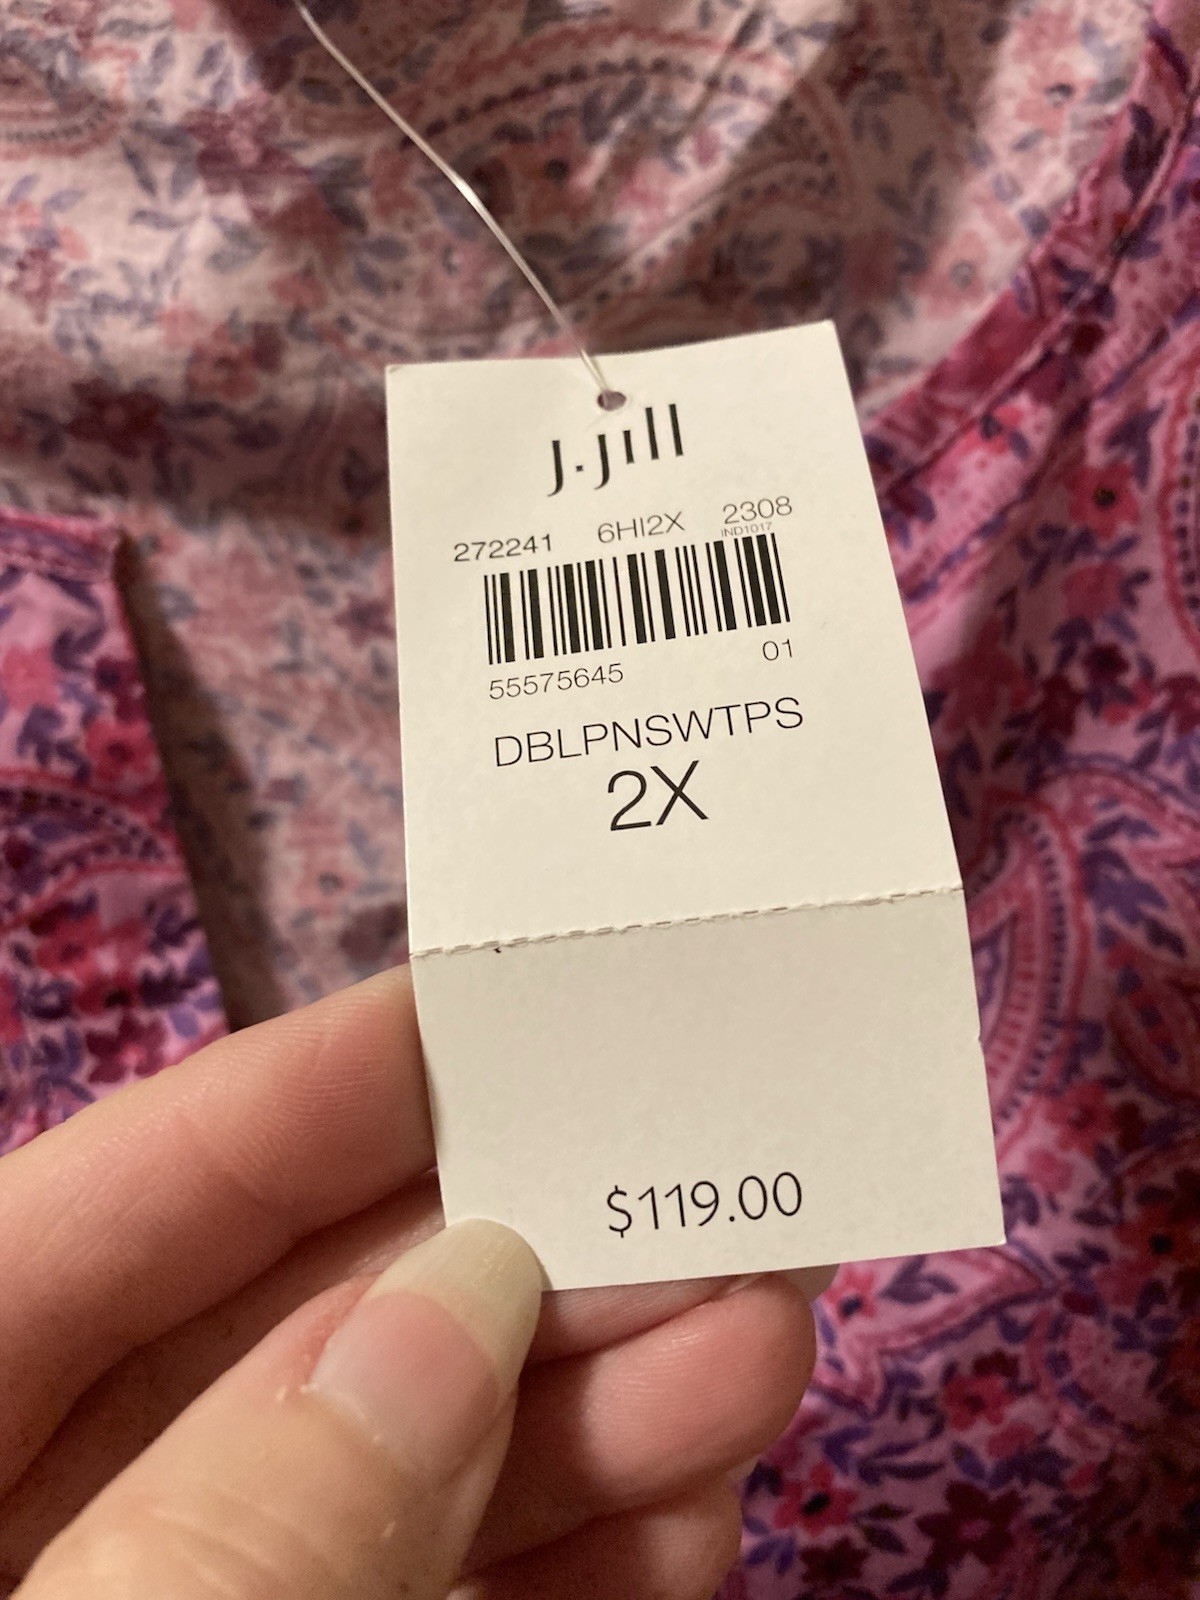 J.Jill
272241 6HI2X 2308
IND1017
55575645 01
DBLPNSWTPS
2X
$119.00